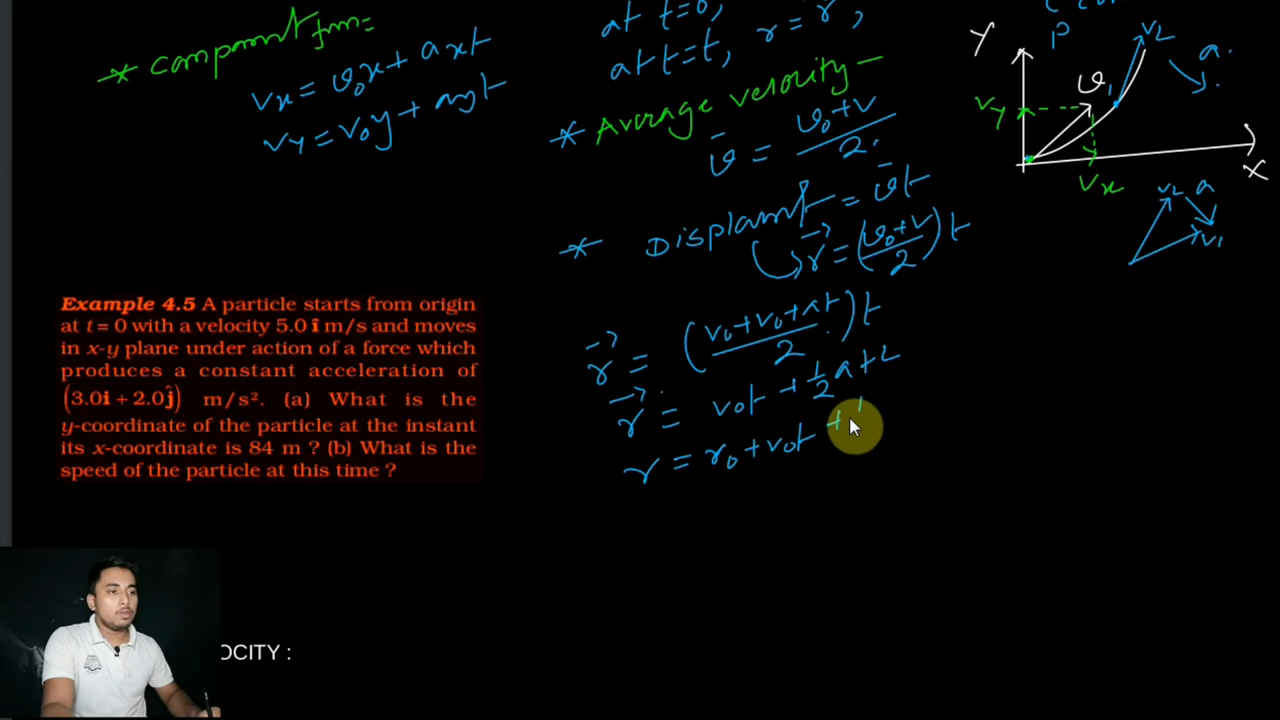 * Component form:
vx = v0x + axt
vy = v0y + ayt
at t=0,
at t=t, r = r,
* Average velocity —
v̄ = v0+v / 2.
* Displamt = v̄t
r⃗ = (v0+v / 2)t
r⃗ = (v0+v0+at / 2)t
r⃗ = v0t + 1/2 at2
r = r0 + v0t +
Y
P
v2
a.
v1
vy
vx
X
v2 a
v1
Example 4.5 A particle starts from origin
at t = 0 with a velocity 5.0 î m/s and moves
in x-y plane under action of a force which
produces a constant acceleration of
(3.0i + 2.0ĵ) m/s². (a) What is the
y-coordinate of the particle at the instant
its x-coordinate is 84 m ? (b) What is the
speed of the particle at this time ?
OCITY :